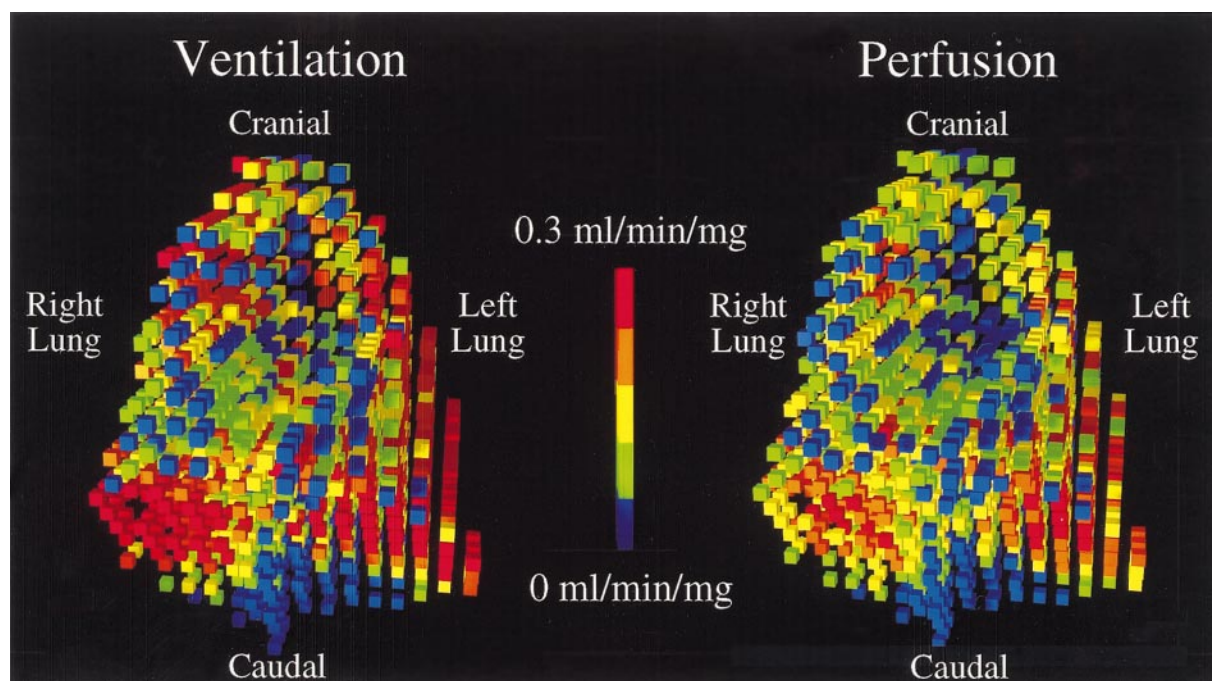 Ventilation
Perfusion
Cranial
Cranial
0.3 ml/min/mg
Right
Lung
Left
Lung
Right
Lung
Left
Lung
0 ml/min/mg
Caudal
Caudal